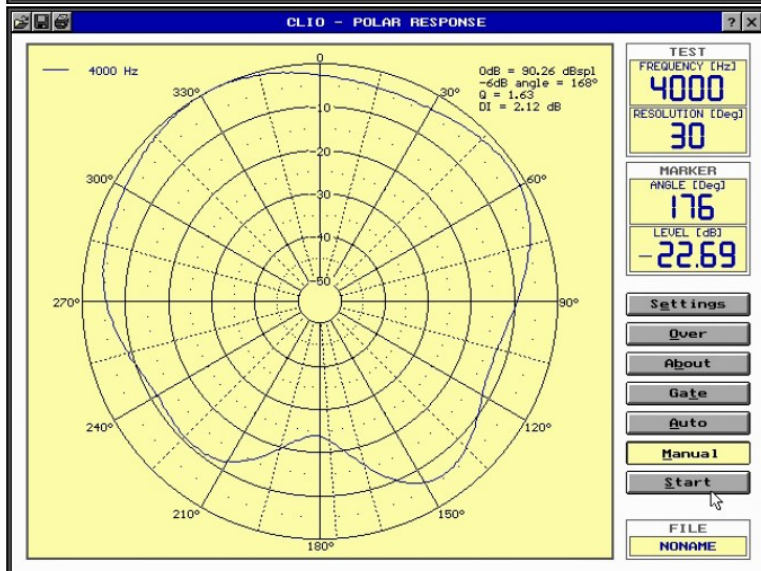 CLIO - POLAR RESPONSE
? ×
4000 Hz
0dB = 90.26 dBspl
-6dB angle = 168°
Q = 1.63
DI = 2.12 dB
0
330°
30°
-10
-20
300°
60°
-30
-40
-50
270°
90°
240°
120°
210°
150°
180°
TEST
FREQUENCY [Hz]
4000
RESOLUTION [Deg]
30
MARKER
ANGLE [Deg]
176
LEVEL [dB]
-22.69
Settings
Over
About
Gate
Auto
Manual
Start
FILE
NONAME